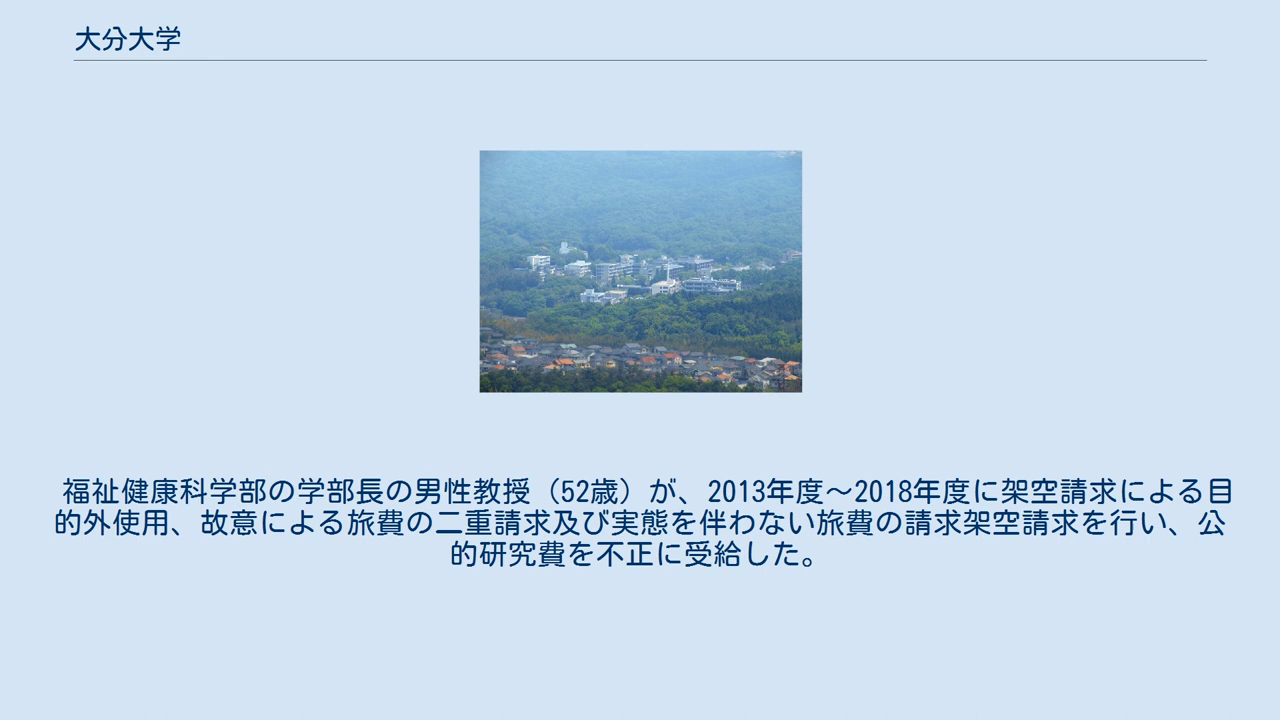 大分大学
福祉健康科学部の学部長の男性教授（52歳）が、2013年度～2018年度に架空請求による目
的外使用、故意による旅費の二重請求及び実態を伴わない旅費の請求架空請求を行い、公
的研究費を不正に受給した。